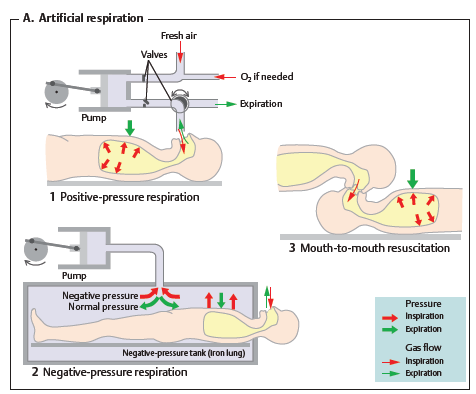 A. Artificial respiration
Fresh air
Valves
O₂ if needed
Expiration
Pump
1 Positive-pressure respiration
3 Mouth-to-mouth resuscitation
Pump
Negative pressure
Normal pressure
Negative-pressure tank (Iron lung)
2 Negative-pressure respiration
Pressure
Inspiration
Expiration
Gas flow
Inspiration
Expiration